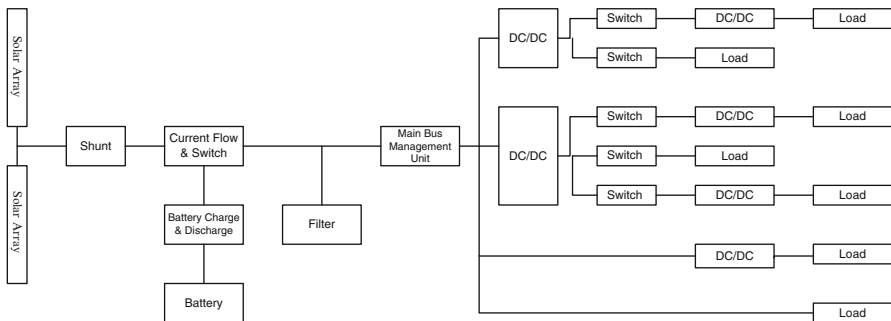 Solar Array
Solar Array
Shunt
Current Flow
& Switch
Battery Charge
& Discharge
Battery
Filter
Main Bus
Management
Unit
DC/DC
Switch
DC/DC
Load
Switch
Load
DC/DC
Switch
DC/DC
Load
Switch
Load
Switch
DC/DC
Load
DC/DC
Load
Load